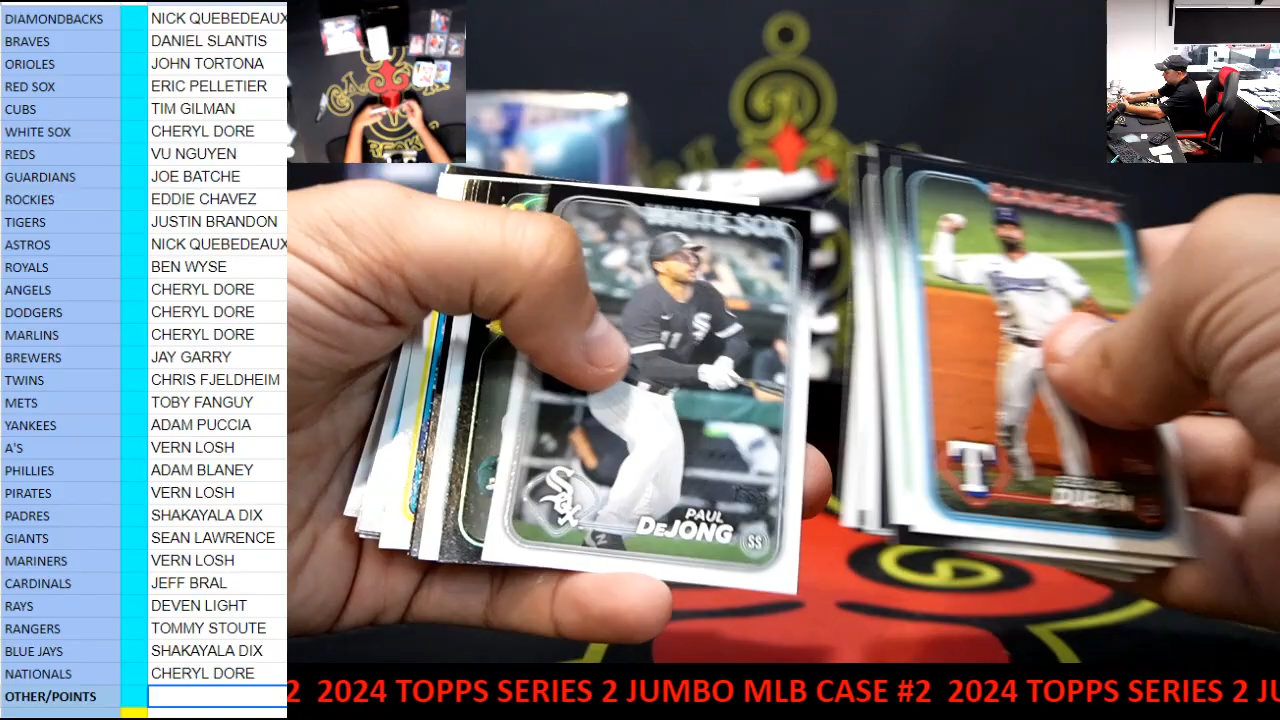 DIAMONDBACKS NICK QUEBEDEAUX
BRAVES DANIEL SLANTIS
ORIOLES JOHN TORTONA
RED SOX ERIC PELLETIER
CUBS TIM GILMAN
WHITE SOX CHERYL DORE
REDS VU NGUYEN
GUARDIANS JOE BATCHE
ROCKIES EDDIE CHAVEZ
TIGERS JUSTIN BRANDON
ASTROS NICK QUEBEDEAUX
ROYALS BEN WYSE
ANGELS CHERYL DORE
DODGERS CHERYL DORE
MARLINS CHERYL DORE
BREWERS JAY GARRY
TWINS CHRIS FJELDHEIM
METS TOBY FANGUY
YANKEES ADAM PUCCIA
A'S VERN LOSH
PHILLIES ADAM BLANEY
PIRATES VERN LOSH
PADRES SHAKAYALA DIX
GIANTS SEAN LAWRENCE
MARINERS VERN LOSH
CARDINALS JEFF BRAL
RAYS DEVEN LIGHT
RANGERS TOMMY STOUTE
BLUE JAYS SHAKAYALA DIX
NATIONALS CHERYL DORE
OTHER/POINTS
WHITE SOX
11
SOX
PAUL
DEJONG
SS
RANGERS
T
DURAN
2 2024 TOPPS SERIES 2 JUMBO MLB CASE #2 2024 TOPPS SERIES 2 JU